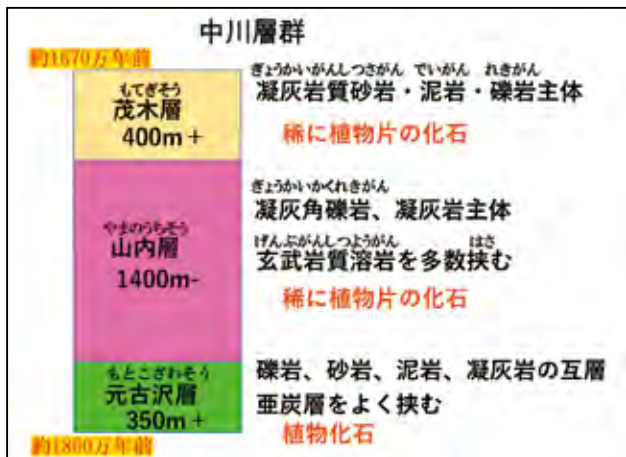 中川層群
約1670万年前
もてぎそう
茂木層
400m+
ぎょうかいがんしつさがん でいがん れきがん
凝灰岩質砂岩・泥岩・礫岩主体
稀に植物片の化石
やまのうちそう
山内層
1400m-
ぎょうかいかくれきがん
凝灰角礫岩、凝灰岩主体
げんぶがんしつようがん はさ
玄武岩質溶岩を多数挟む
稀に植物片の化石
もとこざわそう
元古沢層
350m+
礫岩、砂岩、泥岩、凝灰岩の互層
亜炭層をよく挟む
植物化石
約1800万年前